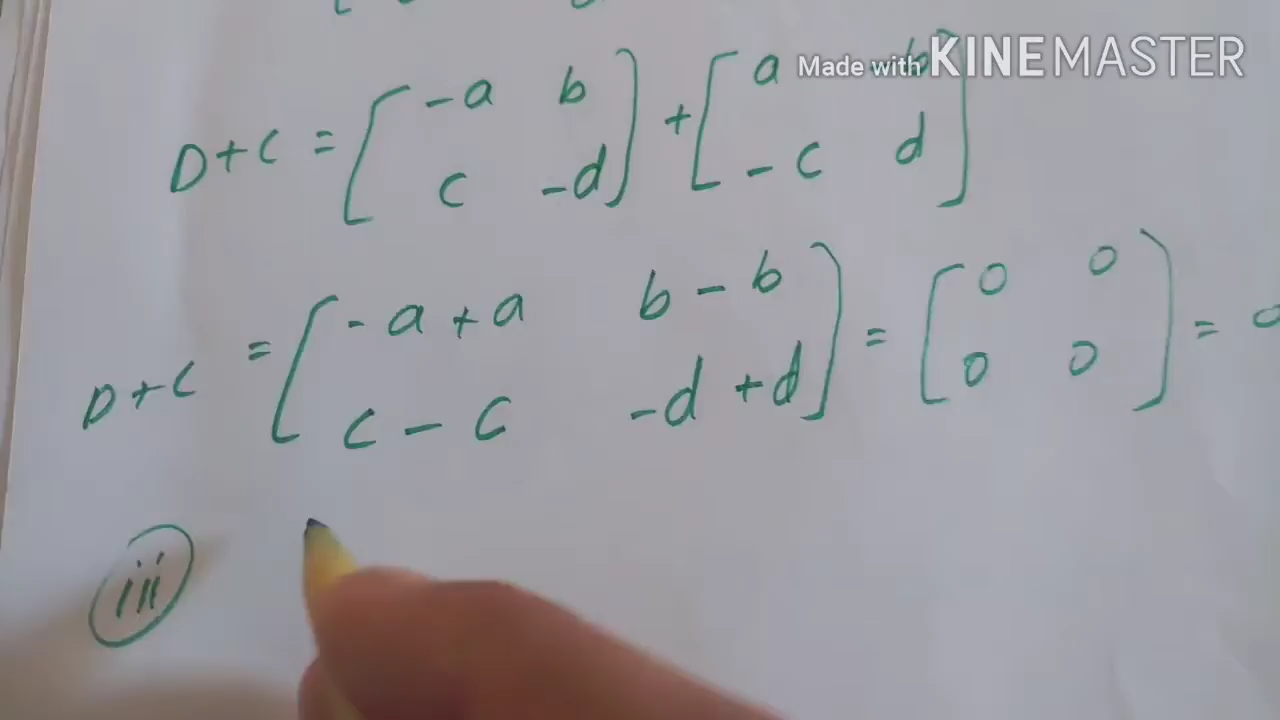 Made with KINEMASTER
D+C = [ -a b ] + [ a -b ]
[ c -d ] [ -c d ]
D+C = [ -a+a b-b ] = [ 0 0 ] = 0
[ c-c -d+d ] [ 0 0 ]
iii